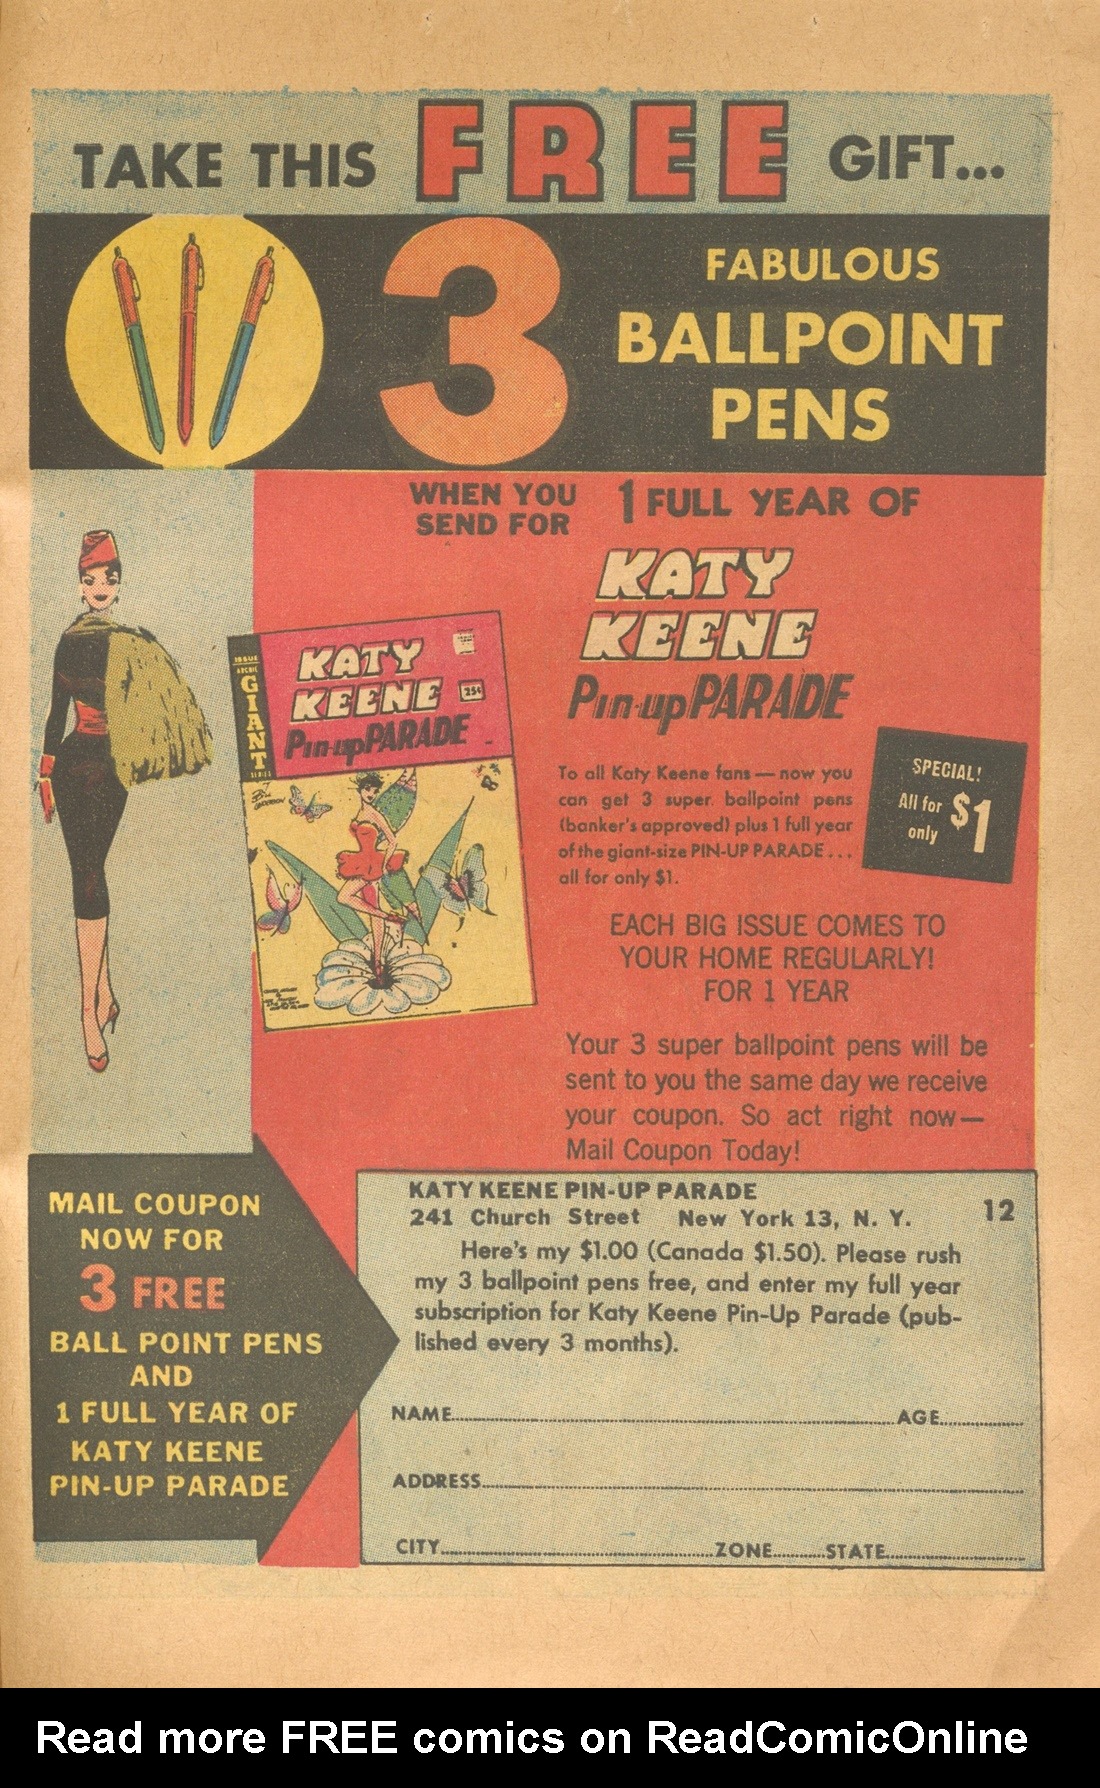 TAKE THIS FREE GIFT...
3
FABULOUS
BALLPOINT
PENS
WHEN YOU
SEND FOR
1 FULL YEAR OF
KATY
KEENE
Pin-up PARADE
ISSUE
ARCHIE
GIANT
SERIES
KATY
KEENE
25¢
Pin-up PARADE
To all Katy Keene fans — now you
can get 3 super ballpoint pens
(banker's approved) plus 1 full year
of the giant-size PIN-UP PARADE...
all for only $1.
SPECIAL!
All for
only
$1
EACH BIG ISSUE COMES TO
YOUR HOME REGULARLY!
FOR 1 YEAR
Your 3 super ballpoint pens will be
sent to you the same day we receive
your coupon. So act right now—
Mail Coupon Today!
MAIL COUPON
NOW FOR
3 FREE
BALL POINT PENS
AND
1 FULL YEAR OF
KATY KEENE
PIN-UP PARADE
KATY KEENE PIN-UP PARADE
12
241 Church Street New York 13, N. Y.
Here's my $1.00 (Canada $1.50). Please rush
my 3 ballpoint pens free, and enter my full year
subscription for Katy Keene Pin-Up Parade (pub-
lished every 3 months).
NAME AGE
ADDRESS
CITY ZONE STATE
Read more FREE comics on ReadComicOnline